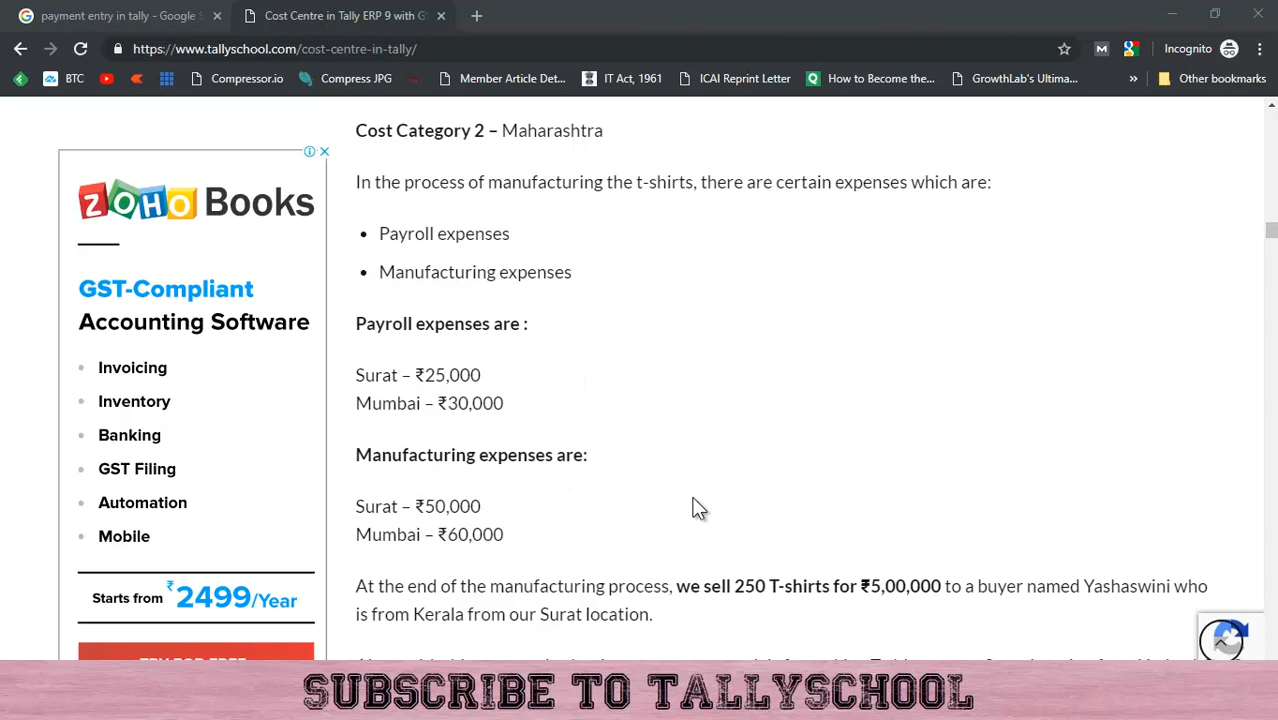 payment entry in tally - Google S
Cost Centre in Tally ERP 9 with GS
https://www.tallyschool.com/cost-centre-in-tally/
Incognito
BTC
Compressor.io
Compress JPG
Member Article Det...
IT Act, 1961
ICAI Reprint Letter
How to Become the...
GrowthLab's Ultima...
Other bookmarks
Cost Category 2 – Maharashtra
In the process of manufacturing the t-shirts, there are certain expenses which are:
• Payroll expenses
• Manufacturing expenses
Payroll expenses are :
Surat – ₹25,000
Mumbai – ₹30,000
Manufacturing expenses are:
Surat – ₹50,000
Mumbai – ₹60,000
At the end of the manufacturing process, we sell 250 T-shirts for ₹5,00,000 to a buyer named Yashaswini who
is from Kerala from our Surat location.
ZOHO Books
GST-Compliant
Accounting Software
• Invoicing
• Inventory
• Banking
• GST Filing
• Automation
• Mobile
Starts from ₹2499/Year
TRY FOR FREE
SUBSCRIBE TO TALLYSCHOOL